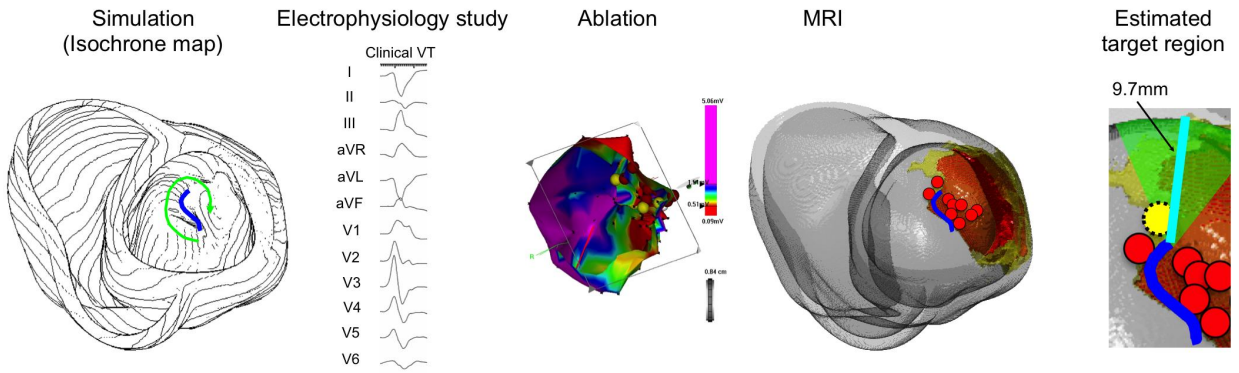 Simulation
(Isochrone map)
Electrophysiology study
Clinical VT
I
II
III
aVR
aVL
aVF
V1
V2
V3
V4
V5
V6
Ablation
5.06mV
0.51
0.09mV
R
0.84 cm
MRI
Estimated
target region
9.7mm